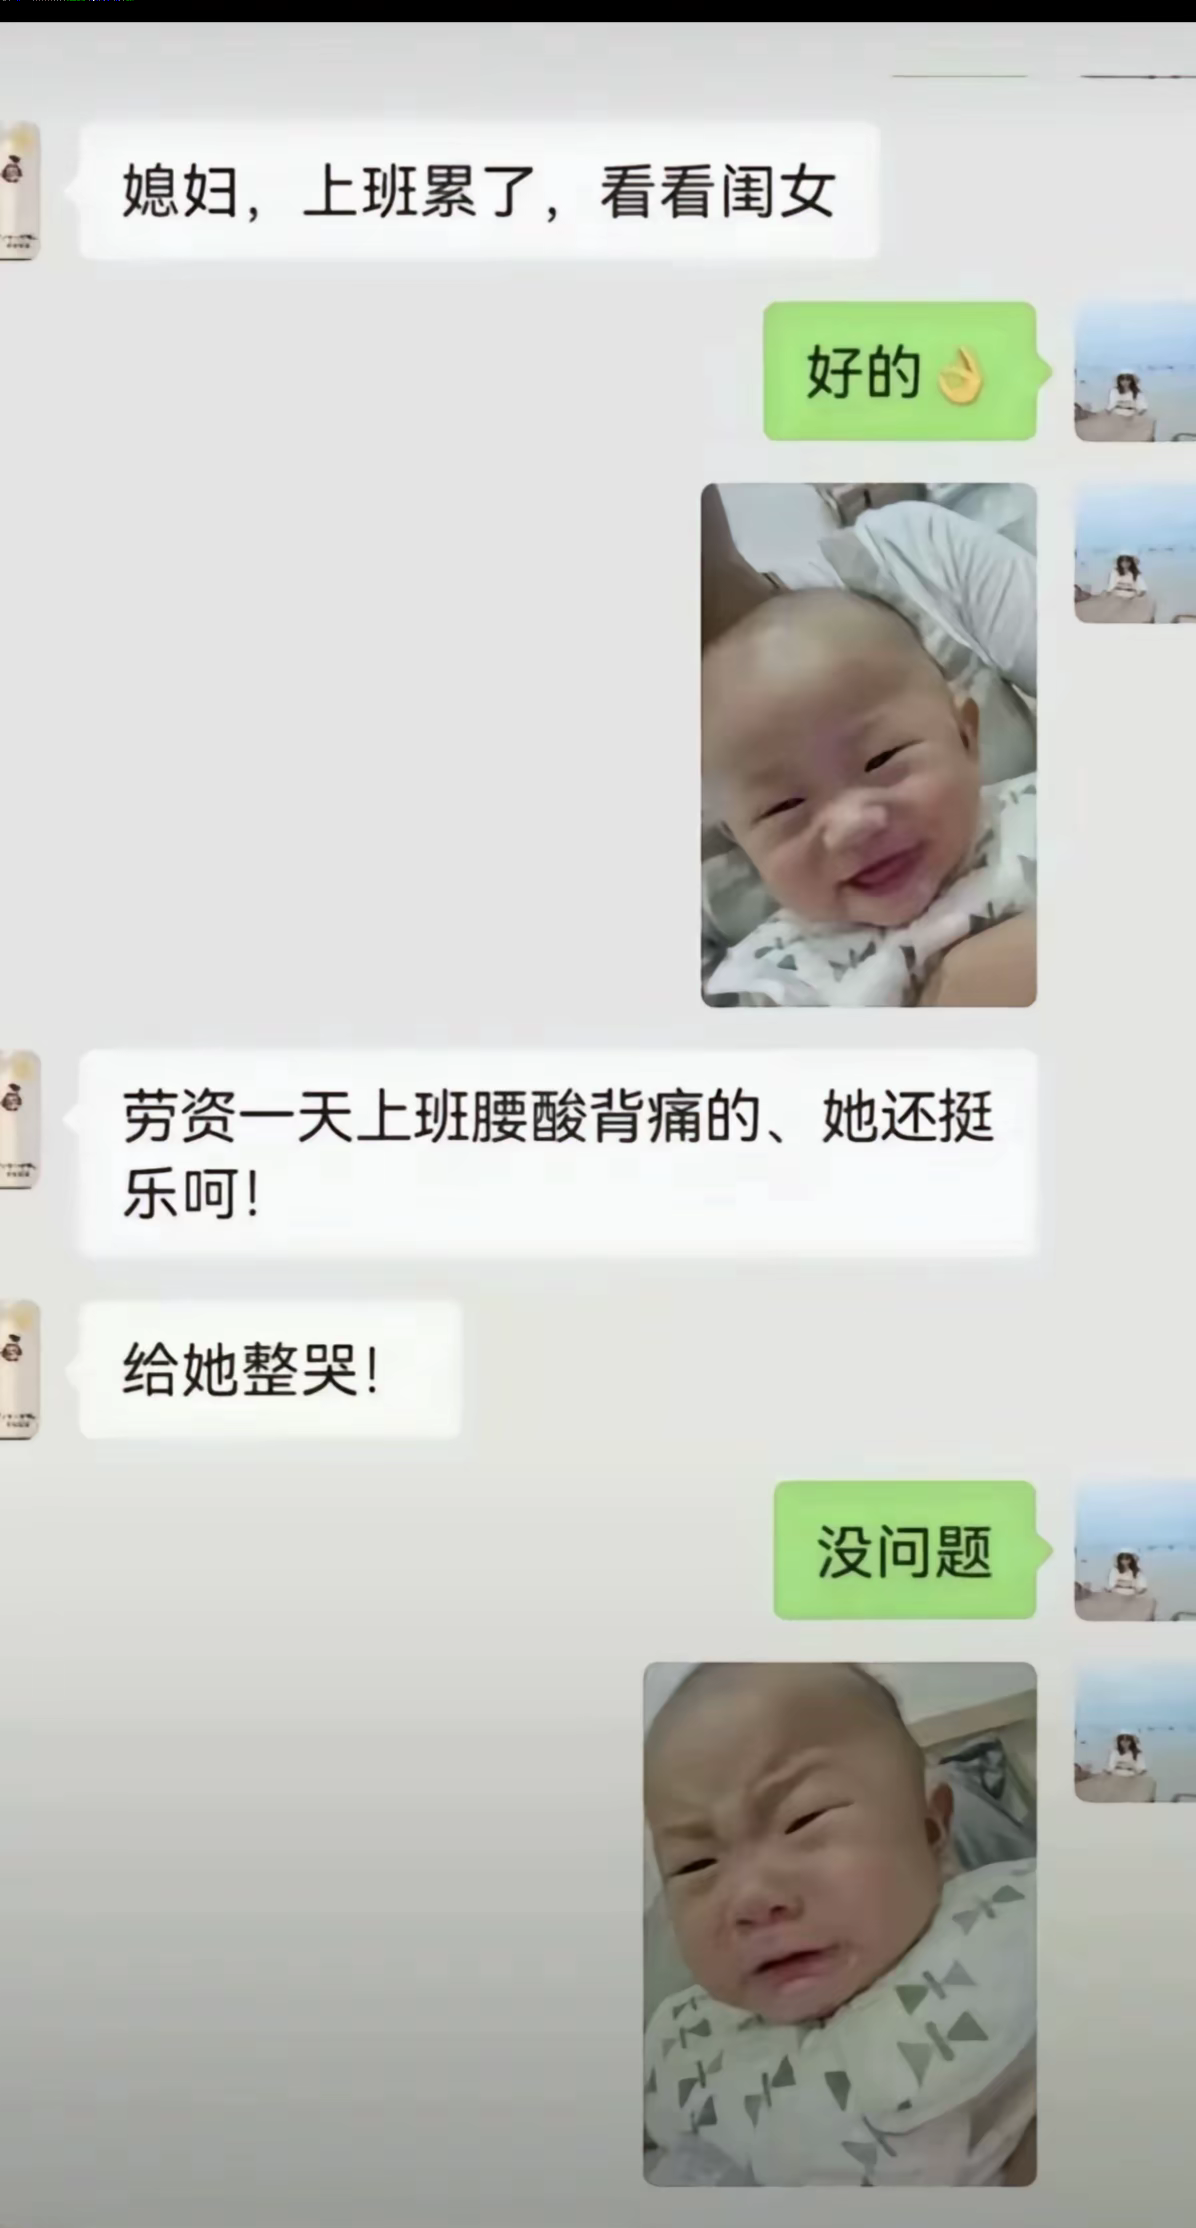 媳妇，上班累了，看看闺女
好的👌
劳资一天上班腰酸背痛的、她还挺
乐呵！
给她整哭！
没问题